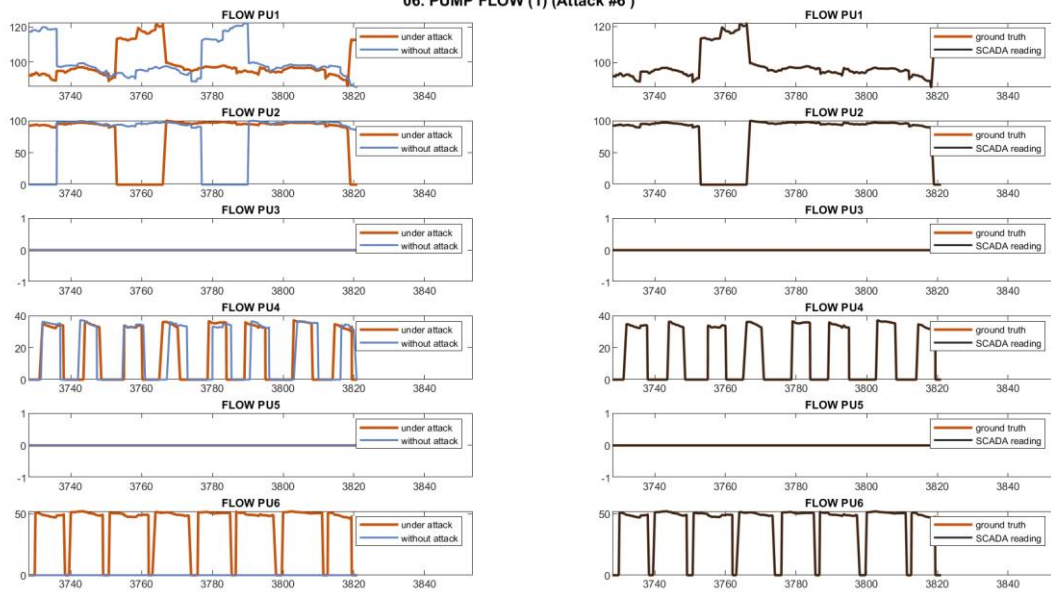 06. PUMP FLOW (1) (Attack #6 )
FLOW PU1
120
100
3740 3760 3780 3800 3820 3840
under attack
without attack
FLOW PU1
120
100
3740 3760 3780 3800 3820 3840
ground truth
SCADA reading
FLOW PU2
100
50
0
3740 3760 3780 3800 3820 3840
under attack
without attack
FLOW PU2
100
50
0
3740 3760 3780 3800 3820 3840
ground truth
SCADA reading
FLOW PU3
1
0
-1
3740 3760 3780 3800 3820 3840
under attack
without attack
FLOW PU3
1
0
-1
3740 3760 3780 3800 3820 3840
ground truth
SCADA reading
FLOW PU4
40
20
0
3740 3760 3780 3800 3820 3840
under attack
without attack
FLOW PU4
40
20
0
3740 3760 3780 3800 3820 3840
ground truth
SCADA reading
FLOW PU5
1
0
-1
3740 3760 3780 3800 3820 3840
under attack
without attack
FLOW PU5
1
0
-1
3740 3760 3780 3800 3820 3840
ground truth
SCADA reading
FLOW PU6
50
0
3740 3760 3780 3800 3820 3840
under attack
without attack
FLOW PU6
50
0
3740 3760 3780 3800 3820 3840
ground truth
SCADA reading